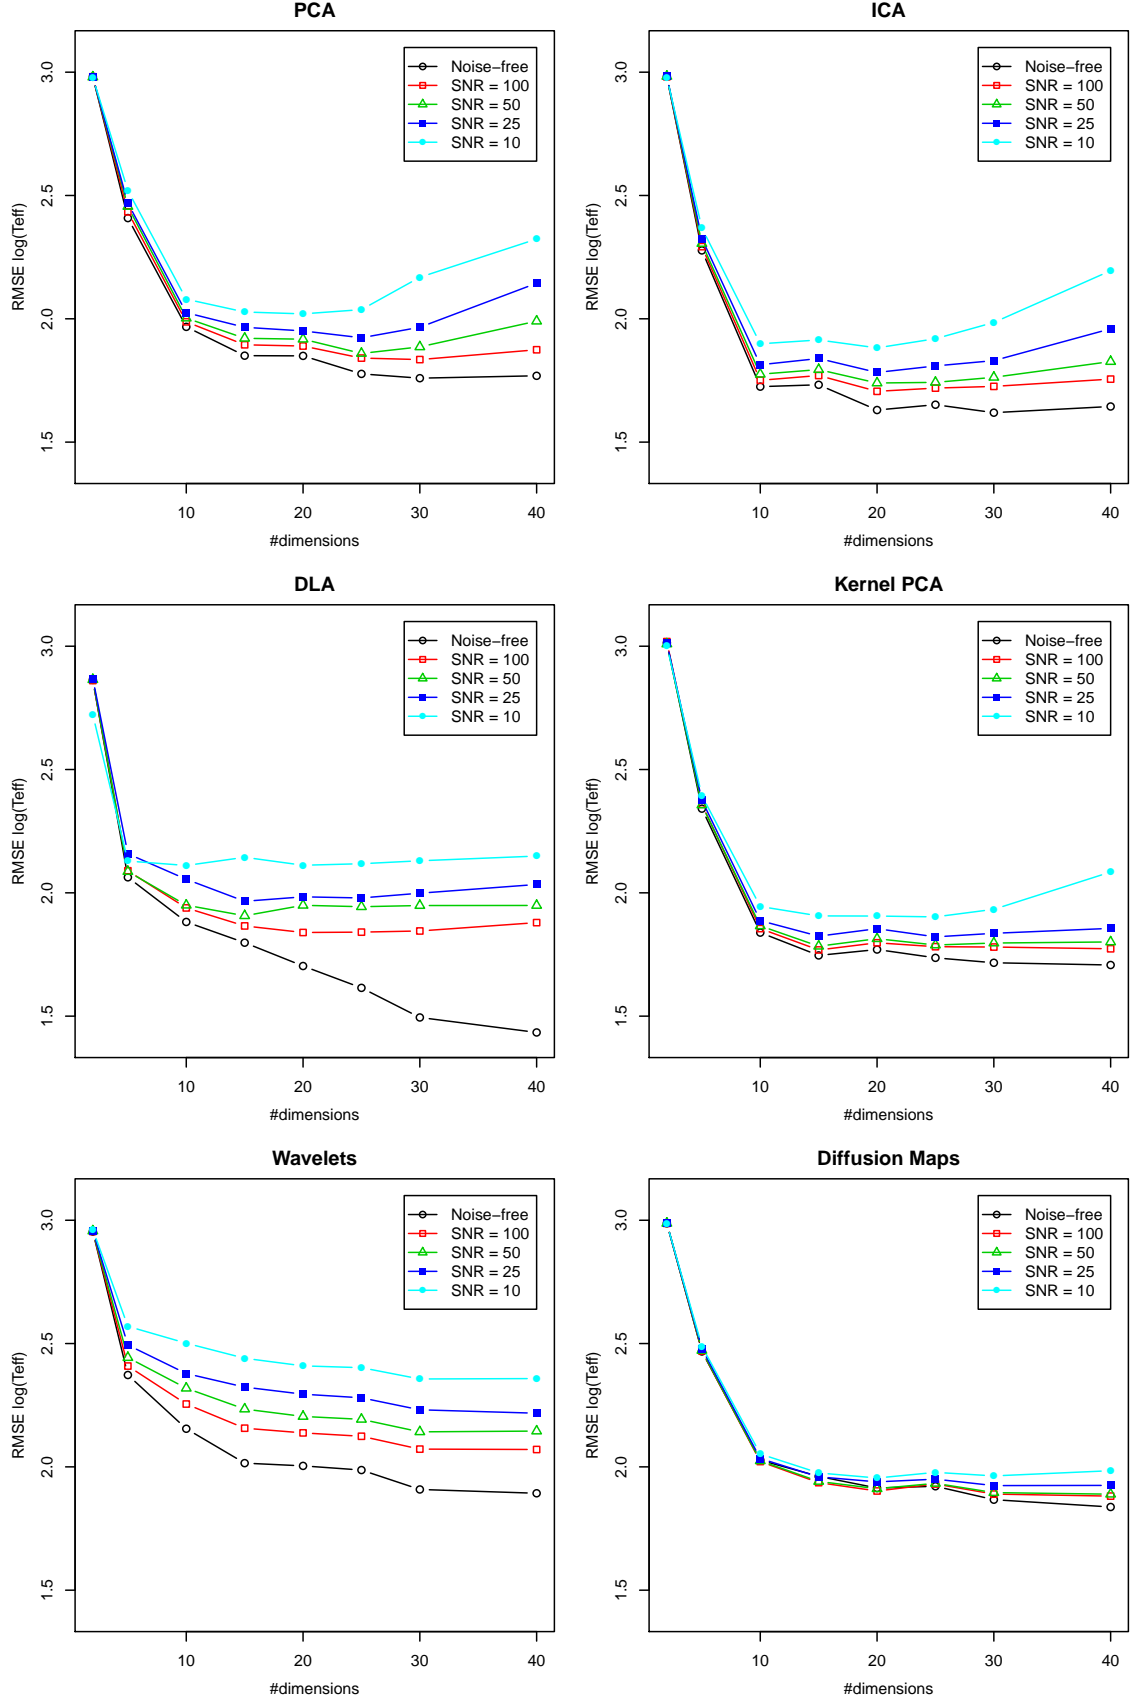 PCA
Noise−free
SNR = 100
SNR = 50
SNR = 25
SNR = 10
3.0
2.5
2.0
1.5
RMSE log(Teff)
10 20 30 40
#dimensions
ICA
Noise−free
SNR = 100
SNR = 50
SNR = 25
SNR = 10
3.0
2.5
2.0
1.5
RMSE log(Teff)
10 20 30 40
#dimensions
DLA
Noise−free
SNR = 100
SNR = 50
SNR = 25
SNR = 10
3.0
2.5
2.0
1.5
RMSE log(Teff)
10 20 30 40
#dimensions
Kernel PCA
Noise−free
SNR = 100
SNR = 50
SNR = 25
SNR = 10
3.0
2.5
2.0
1.5
RMSE log(Teff)
10 20 30 40
#dimensions
Wavelets
Noise−free
SNR = 100
SNR = 50
SNR = 25
SNR = 10
3.0
2.5
2.0
1.5
RMSE log(Teff)
10 20 30 40
#dimensions
Diffusion Maps
Noise−free
SNR = 100
SNR = 50
SNR = 25
SNR = 10
3.0
2.5
2.0
1.5
RMSE log(Teff)
10 20 30 40
#dimensions